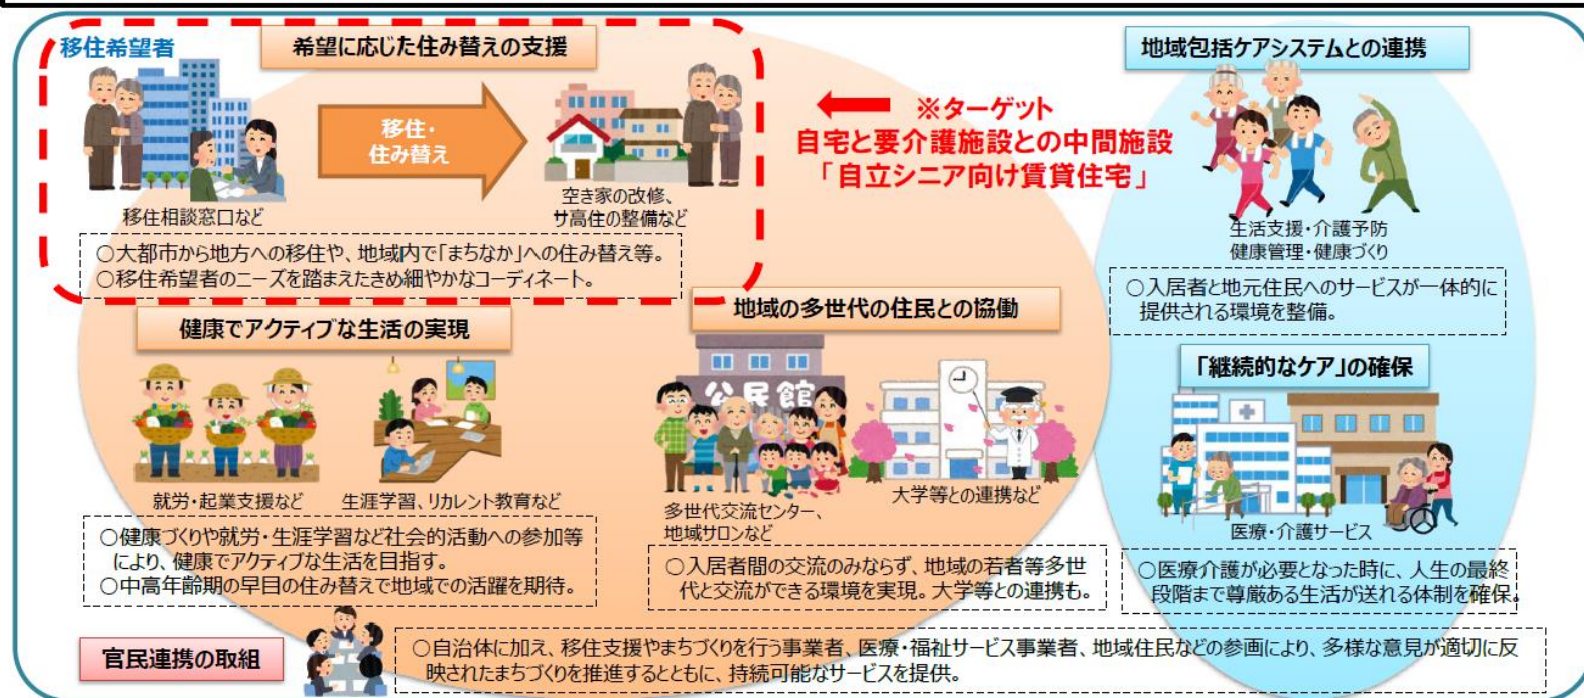 移住希望者
希望に応じた住み替えの支援
移住・
住み替え
移住相談窓口など
空き家の改修、
サ高住の整備など
○大都市から地方への移住や、地域内で「まちなか」への住み替え等。
○移住希望者のニーズを踏まえたきめ細やかなコーディネート。
※ターゲット
自宅と要介護施設との中間施設
「自立シニア向け賃貸住宅」
地域包括ケアシステムとの連携
生活支援・介護予防
健康管理・健康づくり
○入居者と地元住民へのサービスが一体的に
提供される環境を整備。
健康でアクティブな生活の実現
就労・起業支援など
生涯学習、リカレント教育など
○健康づくりや就労・生涯学習など社会的活動への参加等
により、健康でアクティブな生活を目指す。
○中高年齢期の早目の住み替えで地域での活躍を期待。
地域の多世代の住民との協働
公民館
多世代交流センター、
地域サロンなど
大学等との連携など
○入居者間の交流のみならず、地域の若者等多世
代と交流ができる環境を実現。大学等との連携も。
「継続的なケア」の確保
医療・介護サービス
○医療介護が必要となった時に、人生の最終
段階まで尊厳ある生活が送れる体制を確保。
官民連携の取組
○自治体に加え、移住支援やまちづくりを行う事業者、医療・福祉サービス事業者、地域住民などの参画により、多様な意見が適切に反
映されたまちづくりを推進するとともに、持続可能なサービスを提供。